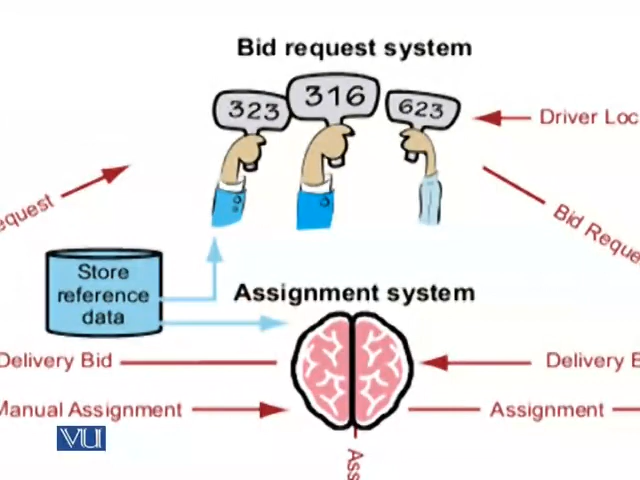 Bid request system
323
316
623
Driver Loc
equest
Bid Reque
Store
reference
data
Assignment system
Delivery Bid
Delivery B
Manual Assignment
Assignment
VU
Ass